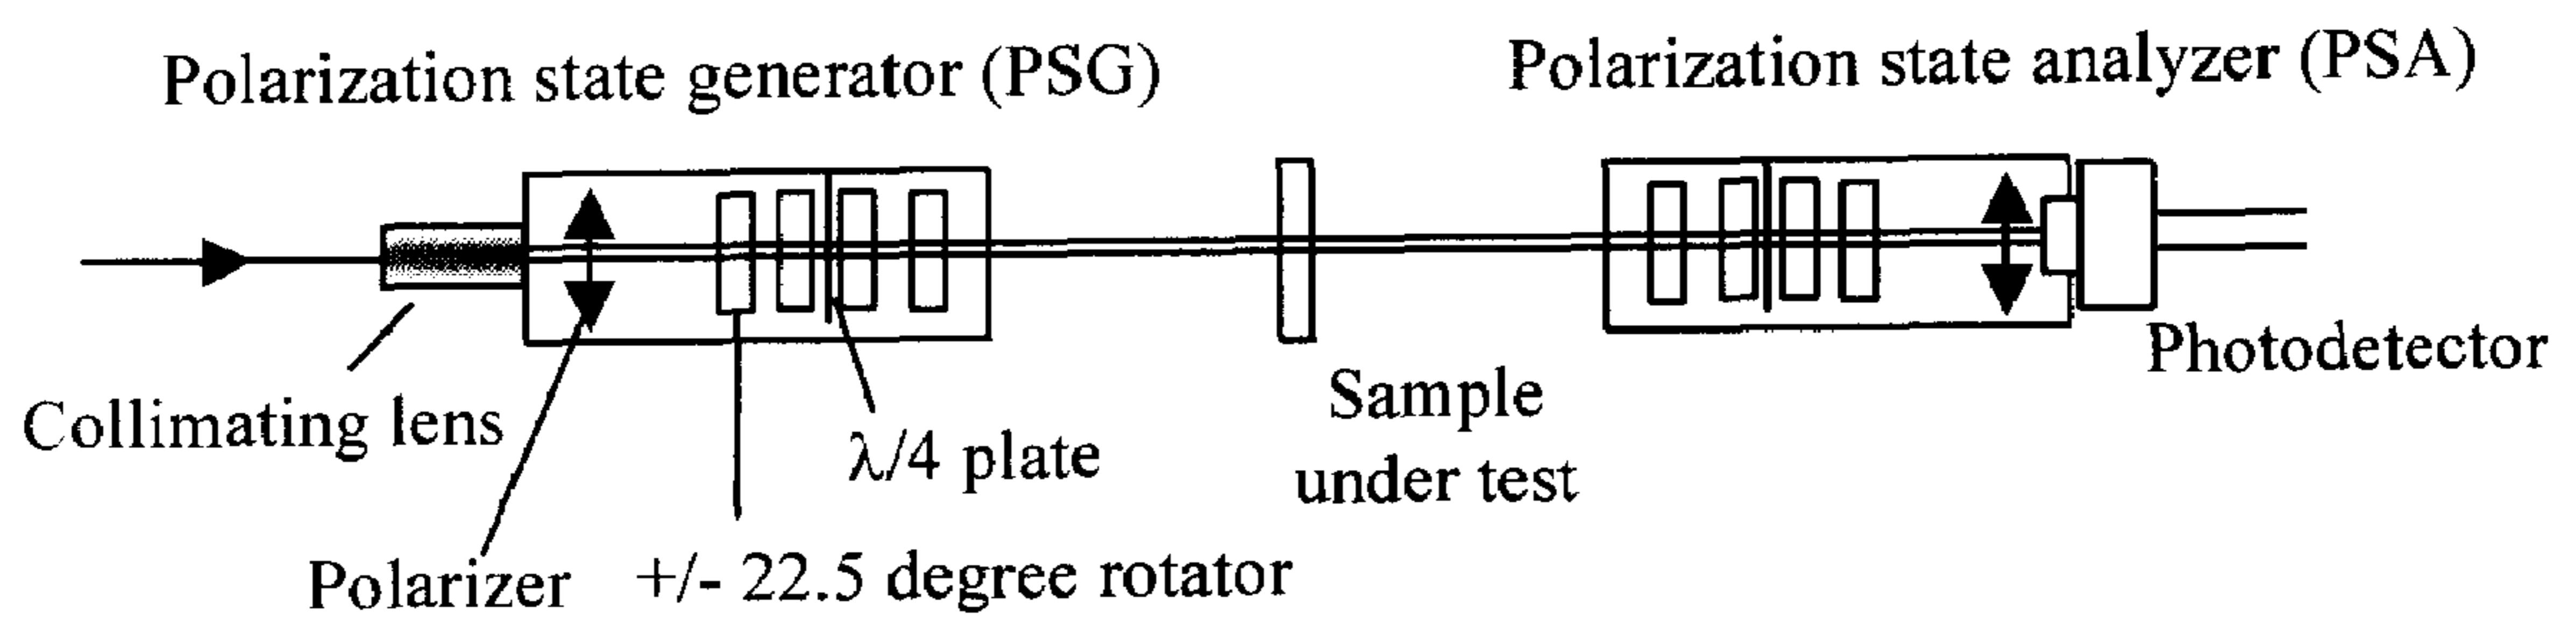 Polarization state generator (PSG)
Polarization state analyzer (PSA)
Collimating lens
Polarizer
+/- 22.5 degree rotator
λ/4 plate
Sample
under test
Photodetector